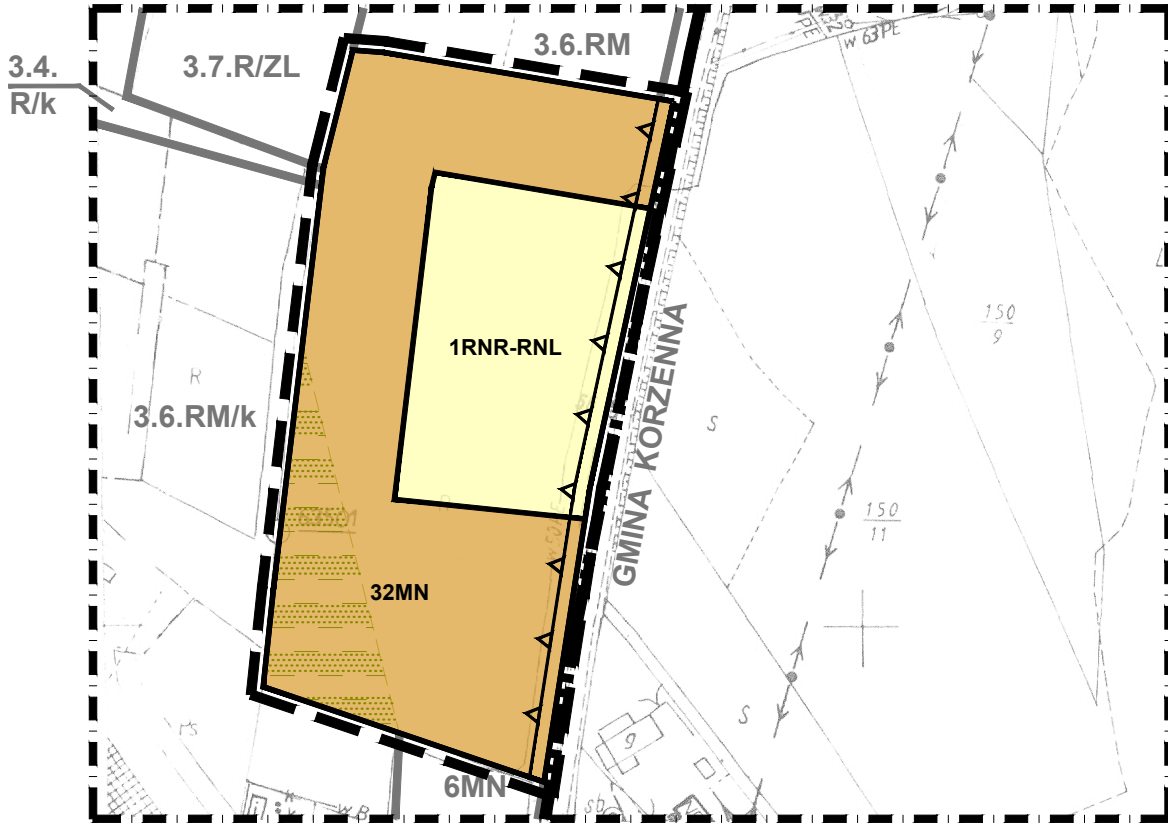 3.4.
R/k
3.7.R/ZL
3.6.RM
W 63PE
150
9
1RNR-RNL
R
3.6.RM/k
S
GMINA KORZENNA
150
11
32MN
S
g
6MN
i